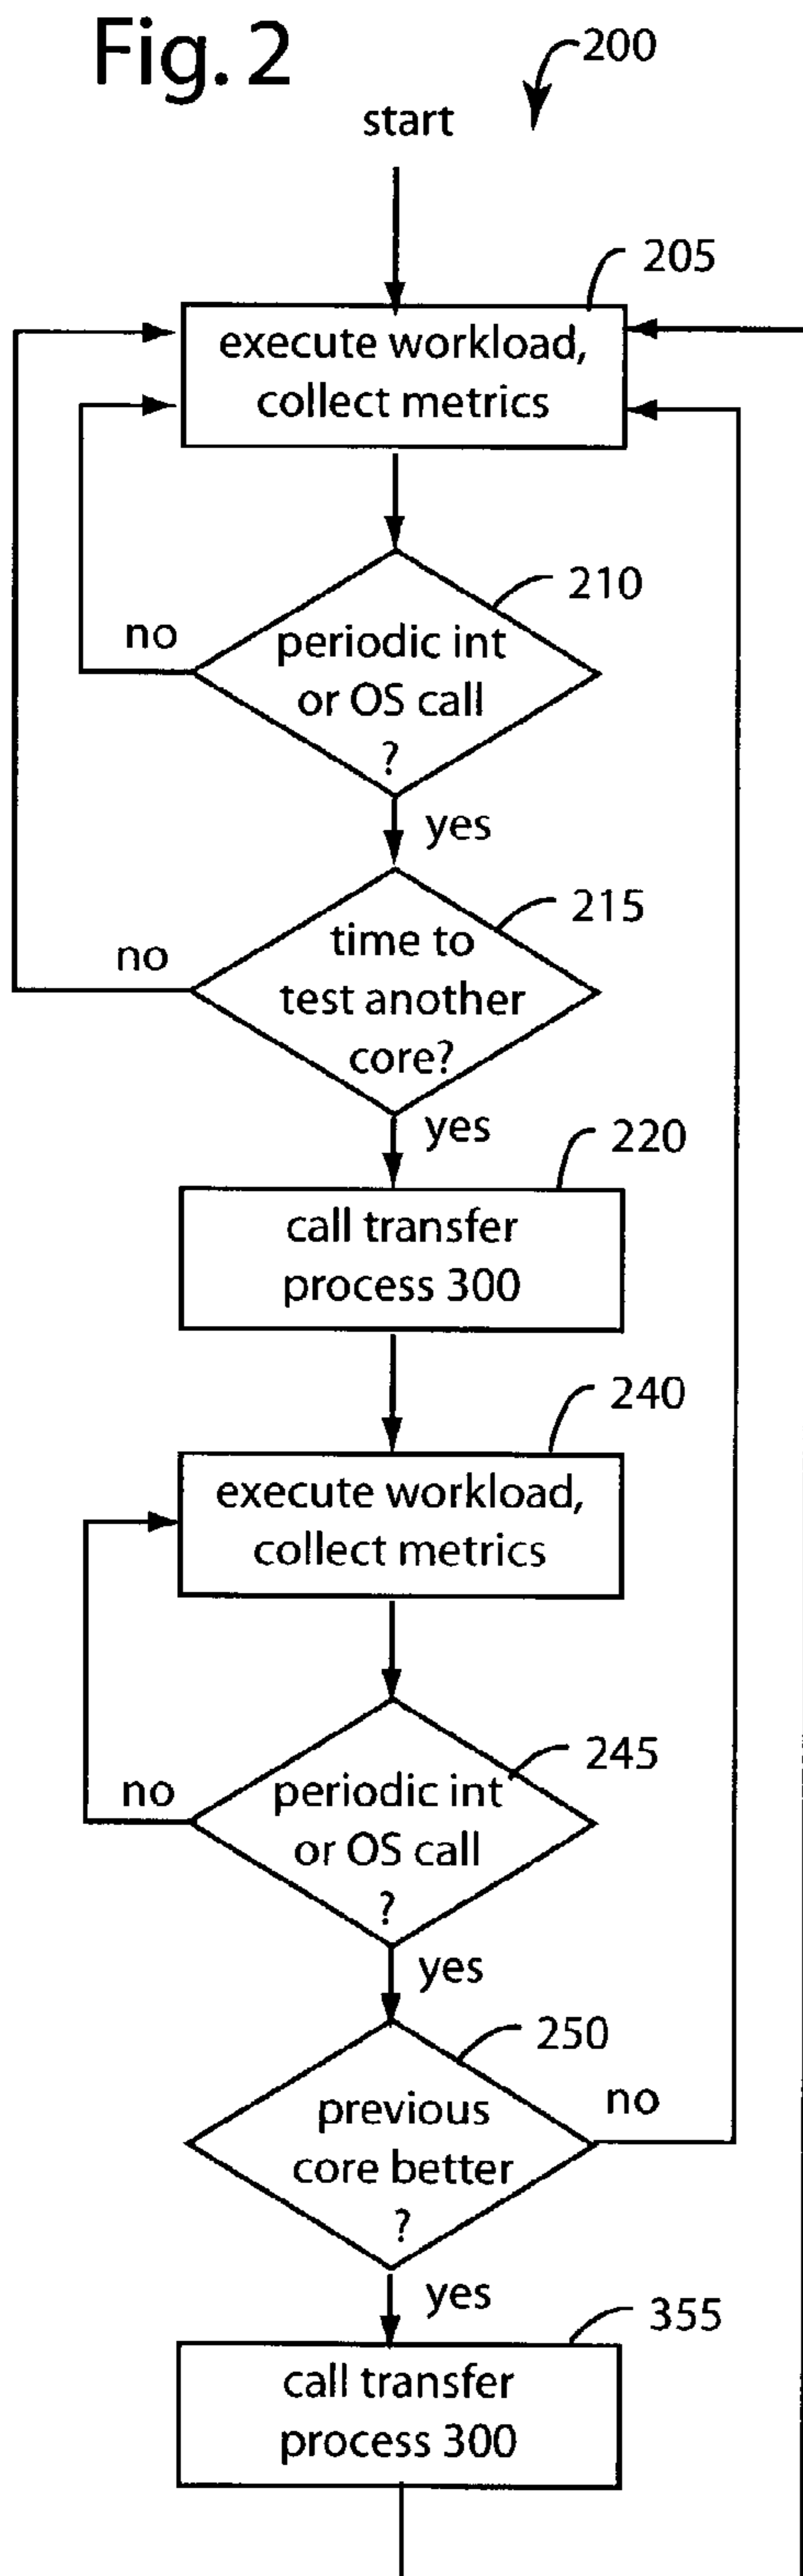 Fig. 2
200
start
205
execute workload,
collect metrics
210
no
periodic int
or OS call
?
yes
215
no
time to
test another
core?
yes
220
call transfer
process 300
240
execute workload,
collect metrics
245
no
periodic int
or OS call
?
yes
250
no
previous
core better
?
yes
355
call transfer
process 300